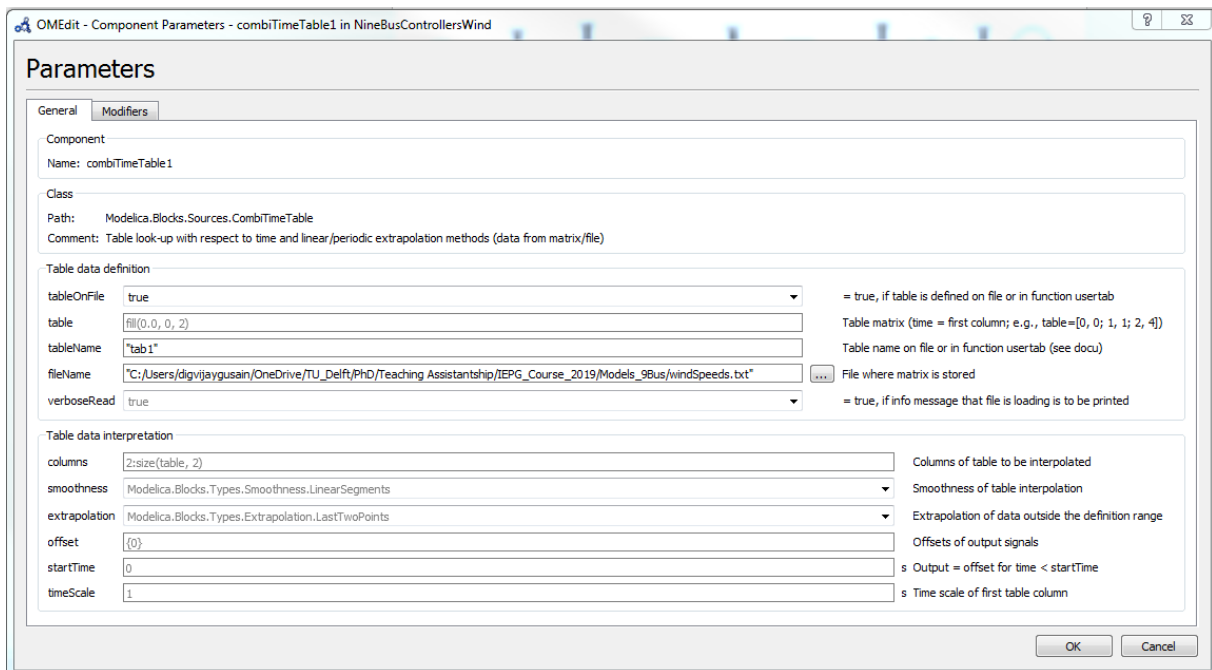 OMEdit - Component Parameters - combiTimeTable1 in NineBusControllersWind
Parameters
General Modifiers
Component
Name: combiTimeTable1
Class
Path: Modelica.Blocks.Sources.CombiTimeTable
Comment: Table look-up with respect to time and linear/periodic extrapolation methods (data from matrix/file)
Table data definition
tableOnFile true = true, if table is defined on file or in function usertab
table fill(0.0, 0, 2) Table matrix (time = first column; e.g., table=[0, 0; 1, 1; 2, 4])
tableName "tab1" Table name on file or in function usertab (see docu)
fileName "C:/Users/digvijaygusain/OneDrive/TU_Delft/PhD/Teaching Assistantship/IEPG_Course_2019/Models_9Bus/windSpeeds.txt" ... File where matrix is stored
verboseRead true = true, if info message that file is loading is to be printed
Table data interpretation
columns 2:size(table, 2) Columns of table to be interpolated
smoothness Modelica.Blocks.Types.Smoothness.LinearSegments Smoothness of table interpolation
extrapolation Modelica.Blocks.Types.Extrapolation.LastTwoPoints Extrapolation of data outside the definition range
offset {0} Offsets of output signals
startTime 0 s Output = offset for time < startTime
timeScale 1 s Time scale of first table column
OK Cancel